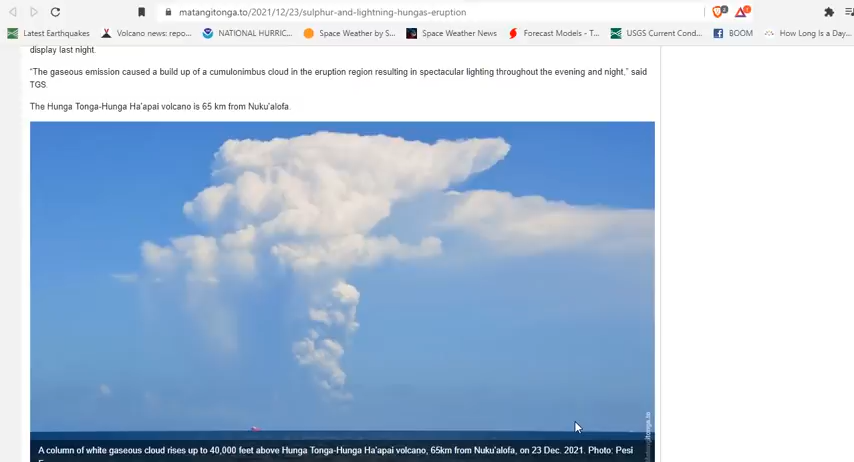 matangitonga.to/2021/12/23/sulphur-and-lightning-hungas-eruption
Latest Earthquakes Volcano news: repo... NATIONAL HURRIC... Space Weather by S... Space Weather News Forecast Models - T... USGS Current Cond... BOOM How Long Is a Day...
display last night
"The gaseous emission caused a build up of a cumulonimbus cloud in the eruption region resulting in spectacular lighting throughout the evening and night," said
TGS.
The Hunga Tonga-Hunga Ha'apai volcano is 65 km from Nuku'alofa.
matangitonga.to
A column of white gaseous cloud rises up to 40,000 feet above Hunga Tonga-Hunga Ha'apai volcano, 65km from Nuku'alofa, on 23 Dec. 2021. Photo: Pesi